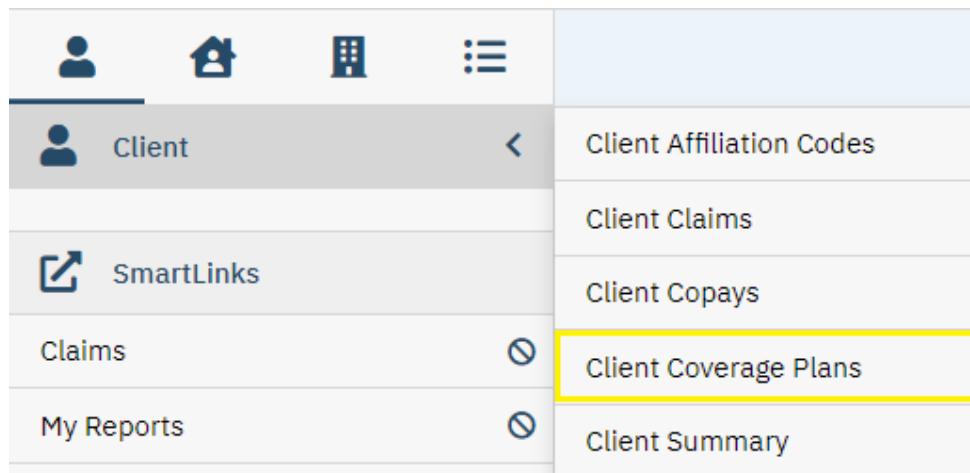 Client
SmartLinks
Claims
My Reports
Client Affiliation Codes
Client Claims
Client Copays
Client Coverage Plans
Client Summary